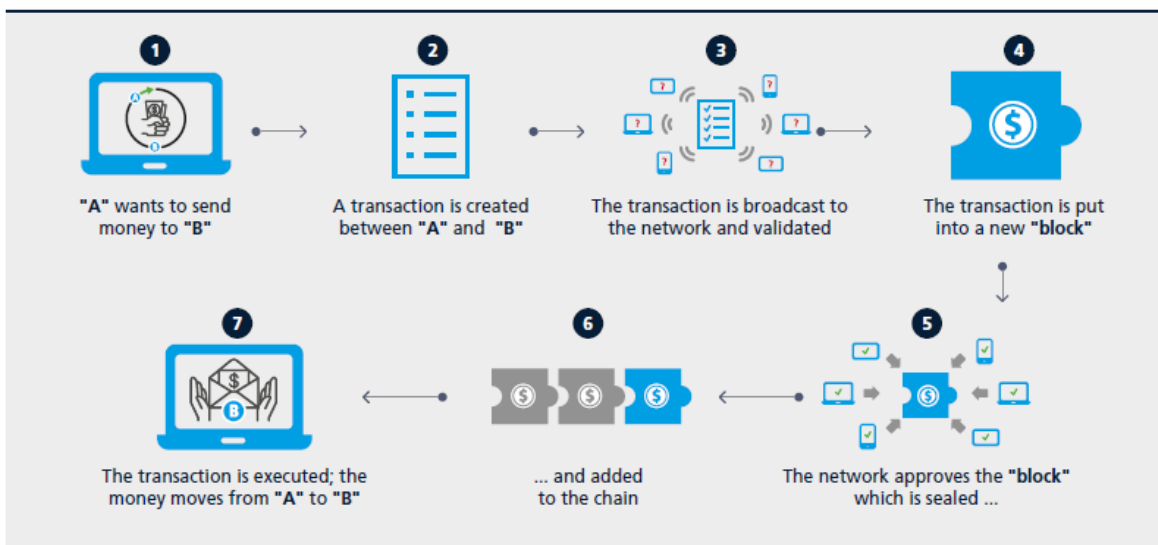 1
"A" wants to send
money to "B"
2
A transaction is created
between "A" and "B"
3
The transaction is broadcast to
the network and validated
4
The transaction is put
into a new "block"
5
The network approves the "block"
which is sealed ...
6
... and added
to the chain
7
The transaction is executed; the
money moves from "A" to "B"
A
$
B
? ? ? ? ? ?
$
$
$ $ $
$
B